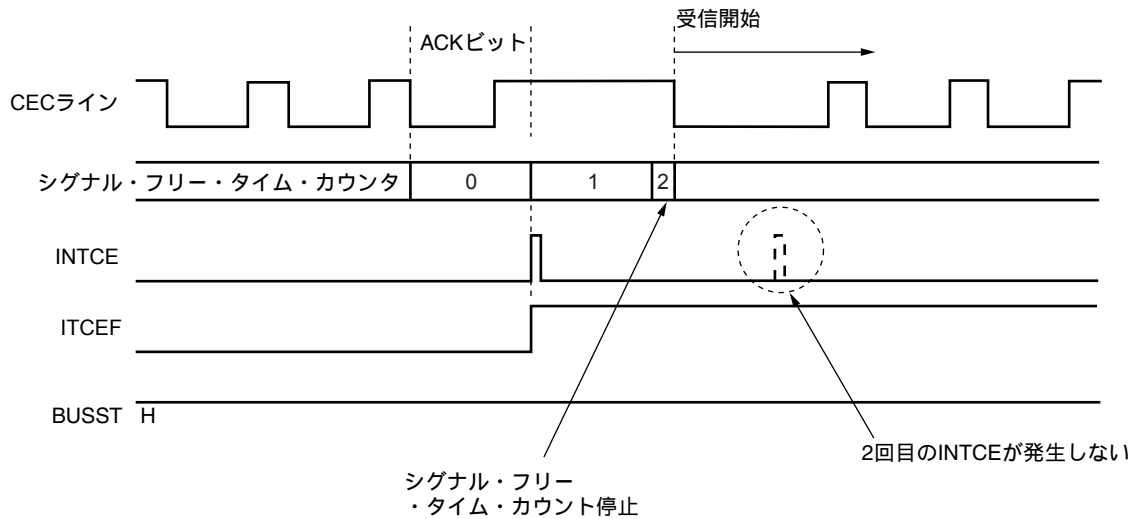 受信開始
ACKビット
CECライン
シグナル・フリー・タイム・カウンタ 0 1 2
INTCE
ITCEF
BUSST H
2回目のINTCEが発生しない
シグナル・フリー
・タイム・カウント停止